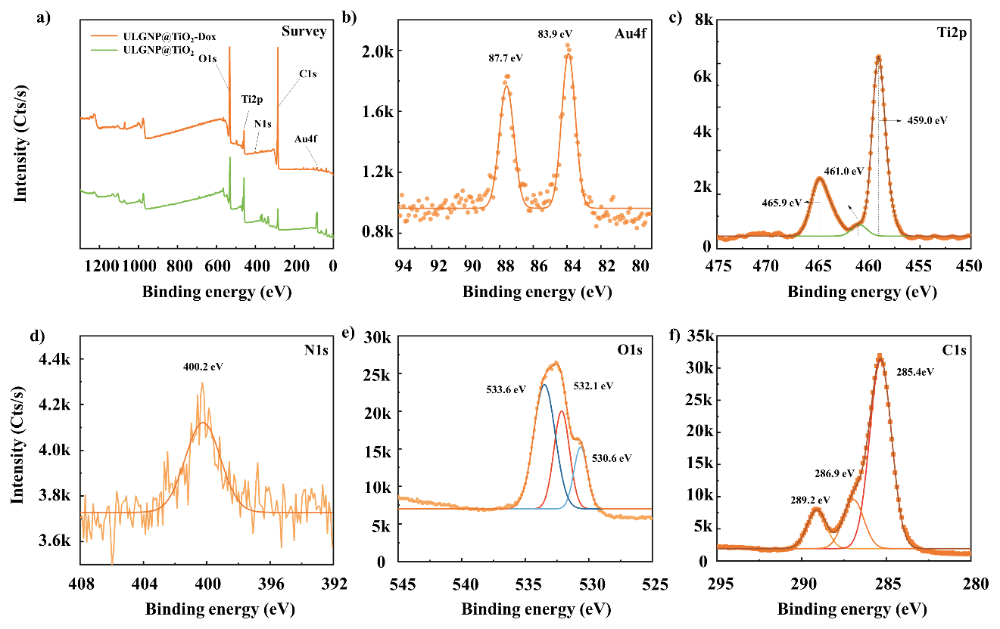 a)
Survey
ULGNP@TiO2-Dox
ULGNP@TiO2
O1s
C1s
Ti2p
N1s
Au4f
Intensity (Cts/s)
1200 1000 800 600 400 200 0
Binding energy (eV)
b)
Au4f
83.9 eV
87.7 eV
2.0k
1.6k
1.2k
0.8k
94 92 90 88 86 84 82 80
Binding energy (eV)
c)
Ti2p
8k
6k
4k
2k
0
459.0 eV
461.0 eV
465.9 eV
475 470 465 460 455 450
Binding energy (eV)
d)
N1s
400.2 eV
4.4k
4.2k
4.0k
3.8k
3.6k
Intensity (Cts/s)
408 404 400 396 392
Binding energy (eV)
e)
O1s
30k
25k
20k
15k
10k
5k
0
533.6 eV
532.1 eV
530.6 eV
545 540 535 530 525
Binding energy (eV)
f)
C1s
35k
30k
25k
20k
15k
10k
5k
0
285.4eV
286.9 eV
289.2 eV
295 290 285 280
Binding energy (eV)